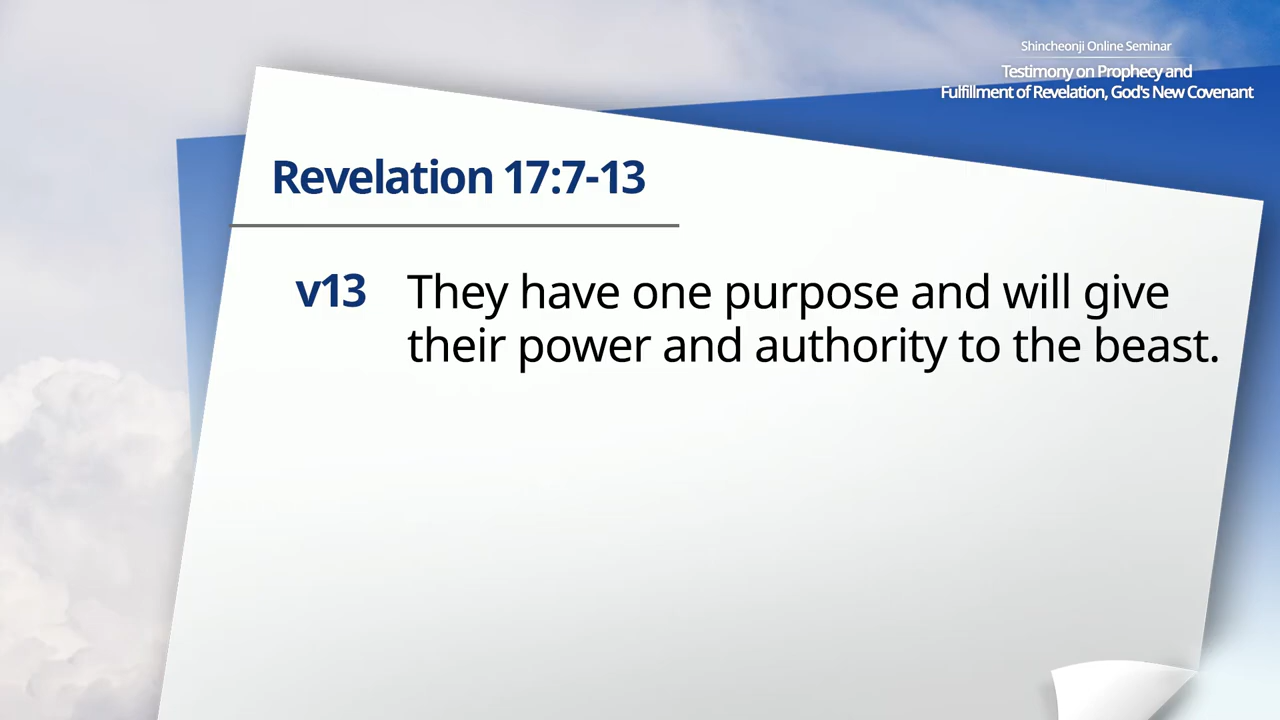 Shincheonji Online Seminar
Testimony on Prophecy and
Fulfillment of Revelation, God's New Covenant
Revelation 17:7-13
v13 They have one purpose and will give
their power and authority to the beast.